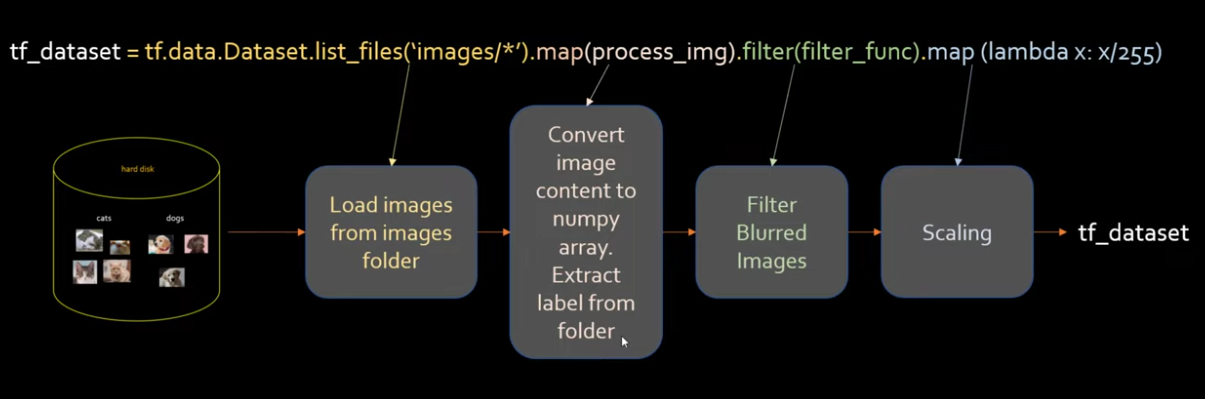 tf_dataset = tf.data.Dataset.list_files(‘images/*’).map(process_img).filter(filter_func).map (lambda x: x/255)
hard disk
cats
dogs
Load images
from images
folder
Convert
image
content to
numpy
array.
Extract
label from
folder
Filter
Blurred
Images
Scaling
tf_dataset